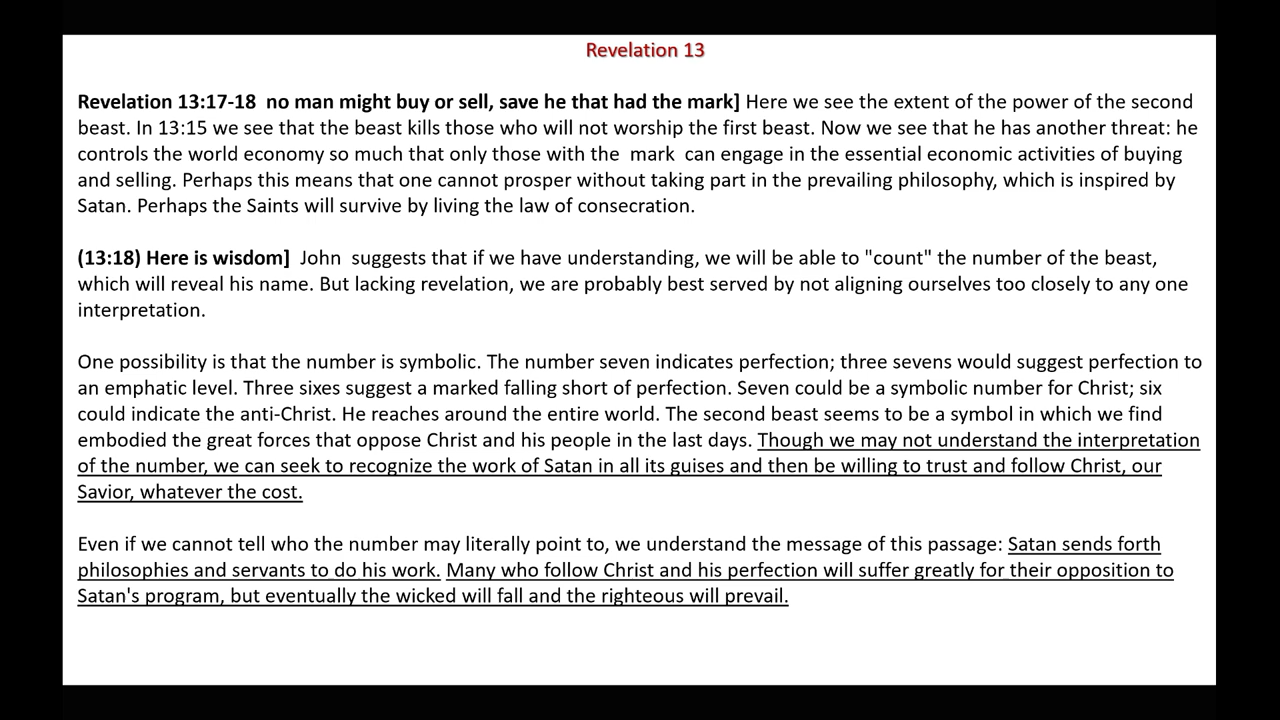 Revelation 13
Revelation 13:17-18 no man might buy or sell, save he that had the mark] Here we see the extent of the power of the second
beast. In 13:15 we see that the beast kills those who will not worship the first beast. Now we see that he has another threat: he
controls the world economy so much that only those with the mark can engage in the essential economic activities of buying
and selling. Perhaps this means that one cannot prosper without taking part in the prevailing philosophy, which is inspired by
Satan. Perhaps the Saints will survive by living the law of consecration.
(13:18) Here is wisdom] John suggests that if we have understanding, we will be able to "count" the number of the beast,
which will reveal his name. But lacking revelation, we are probably best served by not aligning ourselves too closely to any one
interpretation.
One possibility is that the number is symbolic. The number seven indicates perfection; three sevens would suggest perfection to
an emphatic level. Three sixes suggest a marked falling short of perfection. Seven could be a symbolic number for Christ; six
could indicate the anti-Christ. He reaches around the entire world. The second beast seems to be a symbol in which we find
embodied the great forces that oppose Christ and his people in the last days. Though we may not understand the interpretation
of the number, we can seek to recognize the work of Satan in all its guises and then be willing to trust and follow Christ, our
Savior, whatever the cost.
Even if we cannot tell who the number may literally point to, we understand the message of this passage: Satan sends forth
philosophies and servants to do his work. Many who follow Christ and his perfection will suffer greatly for their opposition to
Satan's program, but eventually the wicked will fall and the righteous will prevail.